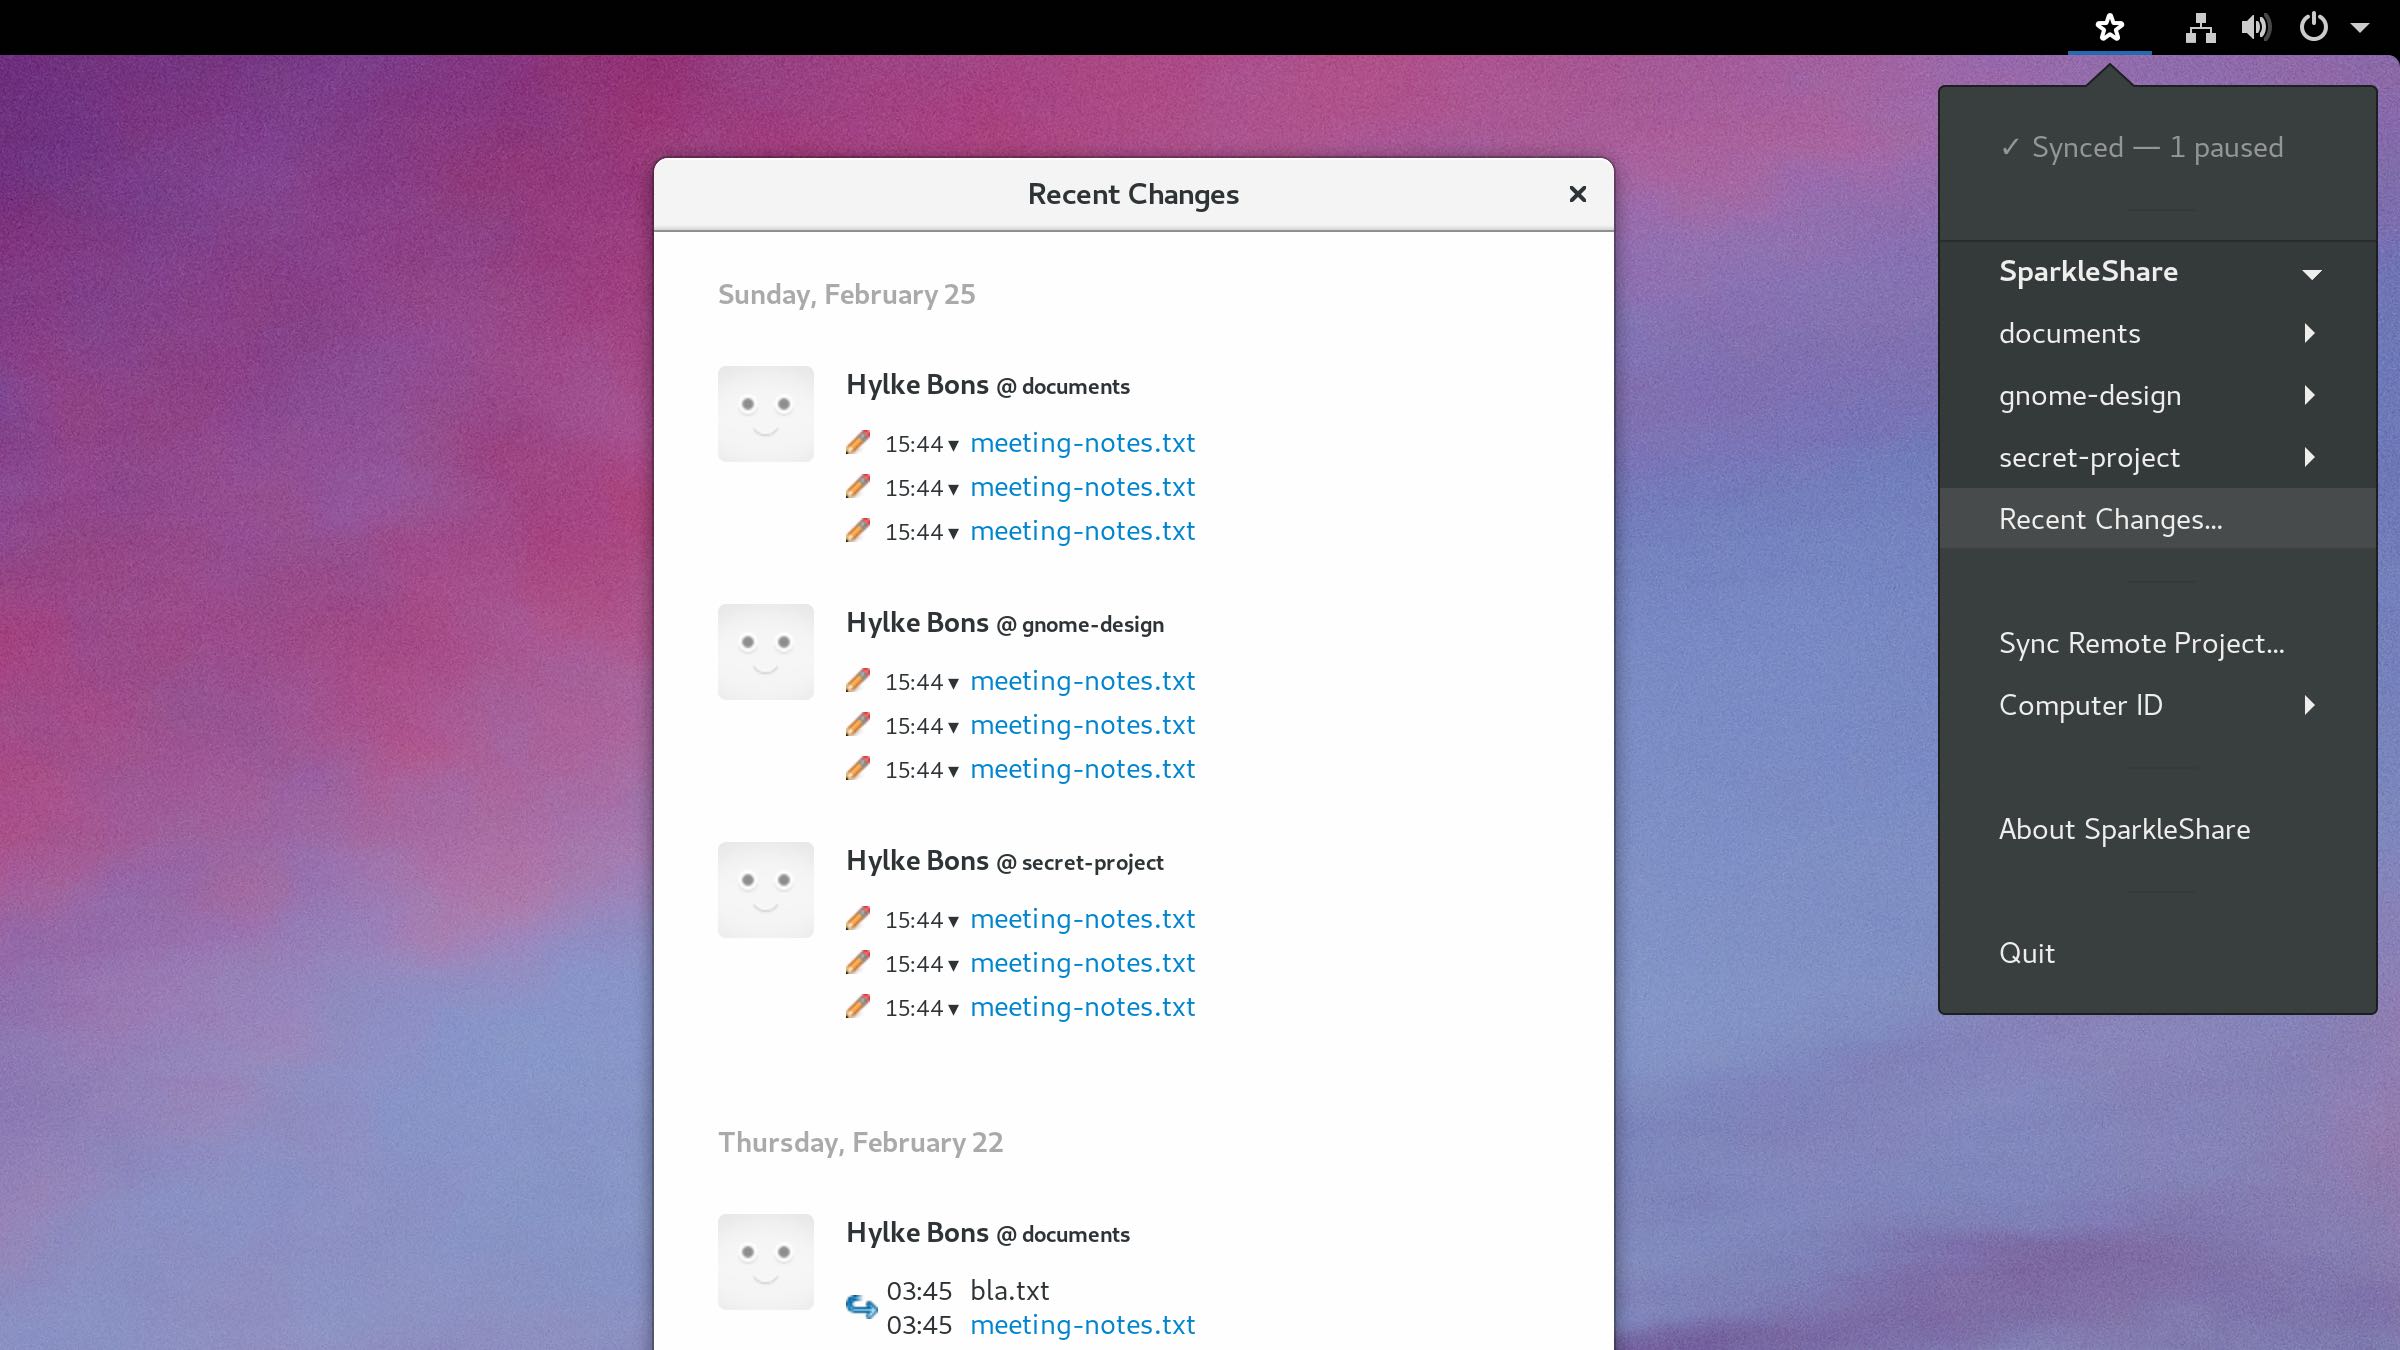 Recent Changes
Sunday, February 25
Hylke Bons @ documents
15:44 ▾ meeting-notes.txt
15:44 ▾ meeting-notes.txt
15:44 ▾ meeting-notes.txt
Hylke Bons @ gnome-design
15:44 ▾ meeting-notes.txt
15:44 ▾ meeting-notes.txt
15:44 ▾ meeting-notes.txt
Hylke Bons @ secret-project
15:44 ▾ meeting-notes.txt
15:44 ▾ meeting-notes.txt
15:44 ▾ meeting-notes.txt
Thursday, February 22
Hylke Bons @ documents
03:45 bla.txt
03:45 meeting-notes.txt
✓ Synced — 1 paused
SparkleShare
documents
gnome-design
secret-project
Recent Changes...
Sync Remote Project...
Computer ID
About SparkleShare
Quit